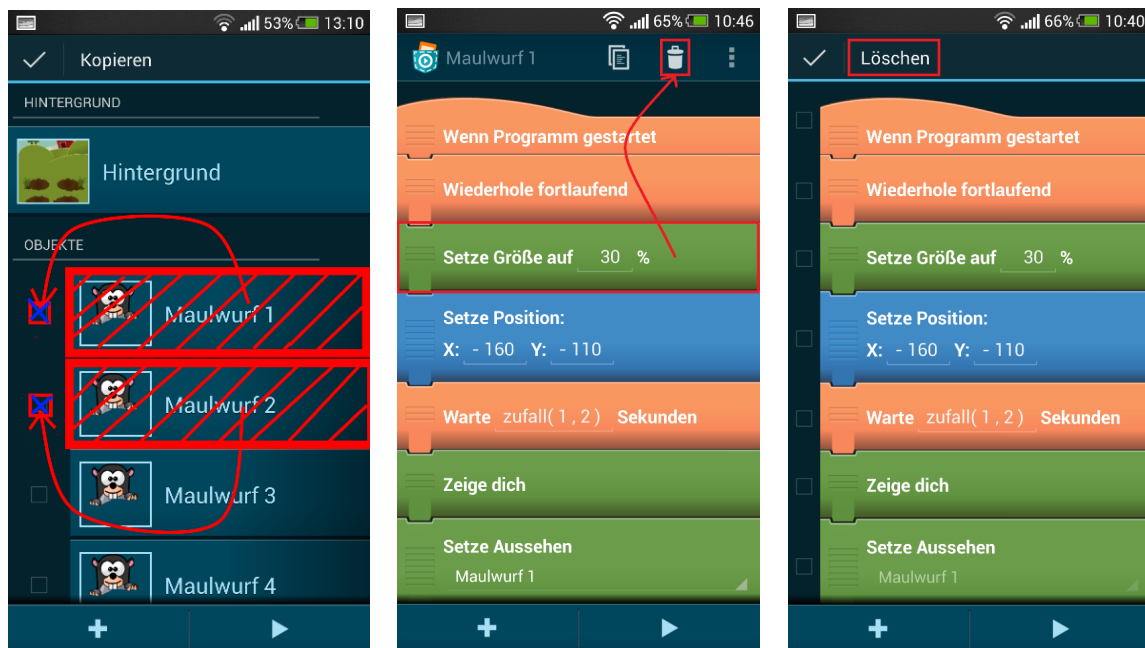 53% 13:10
Kopieren
HINTERGRUND
Hintergrund
OBJEKTE
Maulwurf 1
Maulwurf 2
Maulwurf 3
Maulwurf 4
65% 10:46
Maulwurf 1
Wenn Programm gestartet
Wiederhole fortlaufend
Setze Größe auf 30 %
Setze Position:
X: - 160 Y: - 110
Warte zufall( 1 , 2 ) Sekunden
Zeige dich
Setze Aussehen
Maulwurf 1
66% 10:40
Löschen
Wenn Programm gestartet
Wiederhole fortlaufend
Setze Größe auf 30 %
Setze Position:
X: - 160 Y: - 110
Warte zufall( 1 , 2 ) Sekunden
Zeige dich
Setze Aussehen
Maulwurf 1